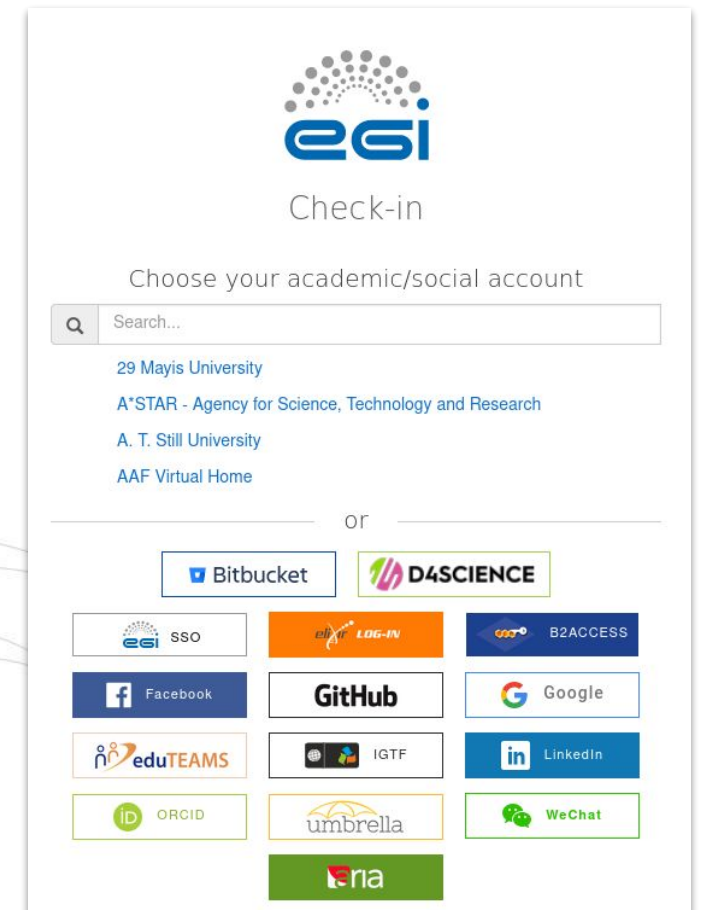 egi
Check-in
Choose your academic/social account
Search...
29 Mayis University
A*STAR - Agency for Science, Technology and Research
A. T. Still University
AAF Virtual Home
or
Bitbucket D4SCIENCE
egi SSO elixir LOG-IN B2ACCESS
Facebook GitHub Google
eduTEAMS IGTF LinkedIn
iD ORCID umbrella WeChat
aria